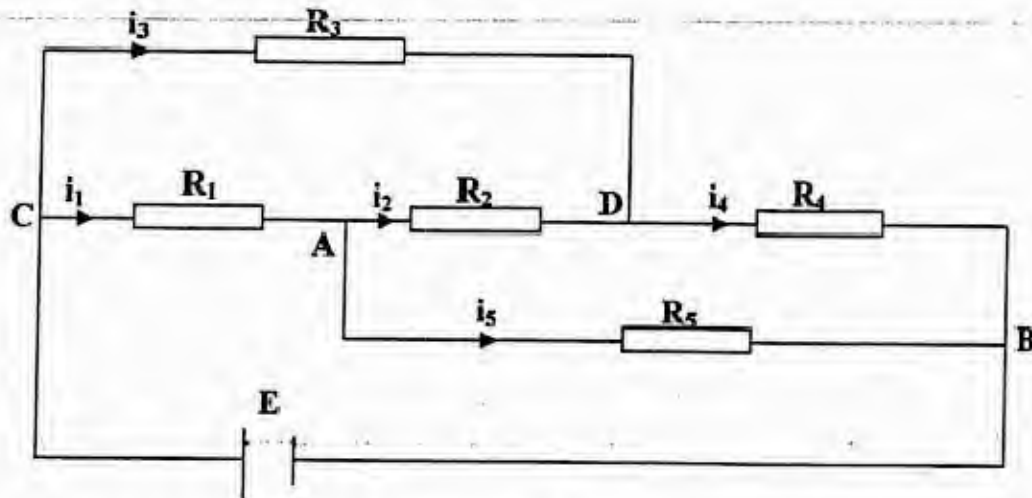 i₃ R₃
i₁ R₁ i₂ R₂ D i₄ R₄
C
A
i₅ R₅
B
E